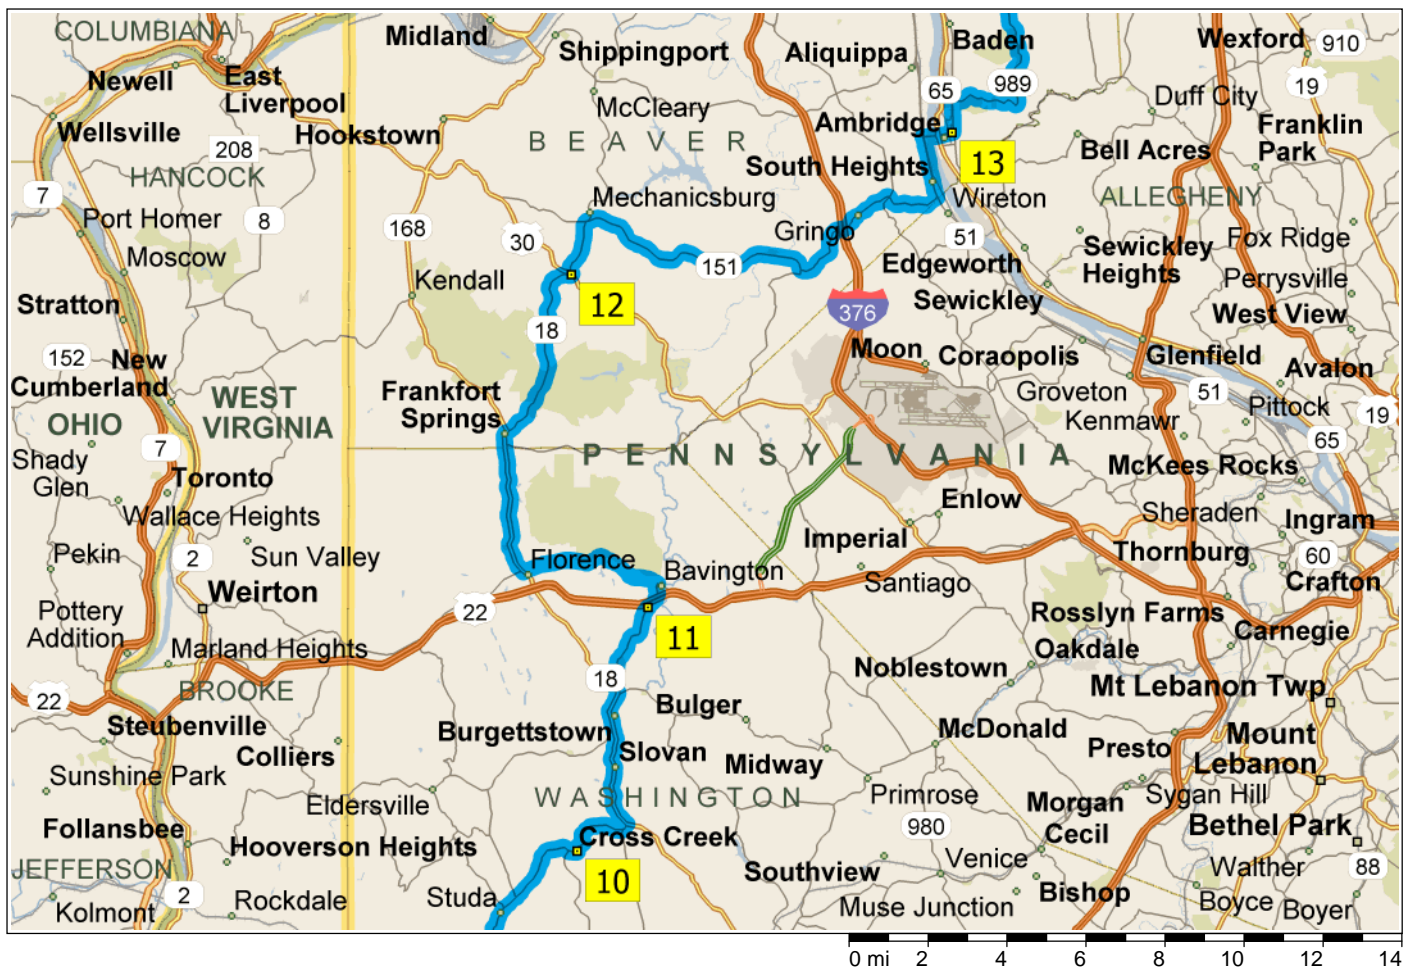 COLUMBIANA
Midland
Shippingport
Aliquippa
Baden
Wexford
910
Newell
East
Liverpool
65
989
19
McCleary
Duff City
Wellsville
Hookstown
BEAVER
Ambridge
Franklin
Park
208
13
Bell Acres
HANCOCK
South Heights
7
Mechanicsburg
Wireton
ALLEGHENY
Port Homer
8
168
30
Gringo
51
Fox Ridge
Moscow
151
Edgeworth
Sewickley
Heights
Kendall
Perrysville
Stratton
12
Sewickley
376
West View
18
152
New
Cumberland
Moon
Coraopolis
Glenfield
Avalon
WEST
VIRGINIA
Frankfort
Springs
Groveton
51
Pittock
19
OHIO
Kenmawr
65
7
PENNSYLVANIA
Shady
Glen
Toronto
McKees Rocks
Enlow
Wallace Heights
Sheraden
Ingram
Pekin
2
Sun Valley
Florence
Imperial
Thornburg
60
Bavington
Santiago
Crafton
Weirton
22
Pottery
Addition
11
Rosslyn Farms
Carnegie
Marland Heights
Oakdale
18
Noblestown
22
BROOKE
Mt Lebanon Twp
Bulger
Steubenville
Burgettstown
McDonald
Mount
Lebanon
Colliers
Slovan
Presto
Midway
Sunshine Park
WASHINGTON
Primrose
Sygan Hill
Eldersville
Morgan
Cecil
Follansbee
980
Bethel Park
Hooverson Heights
Cross Creek
Venice
Walther
88
JEFFERSON
10
Southview
2
Rockdale
Studa
Bishop
Kolmont
Muse Junction
Boyce
Boyer
0 mi 2 4 6 8 10 12 14